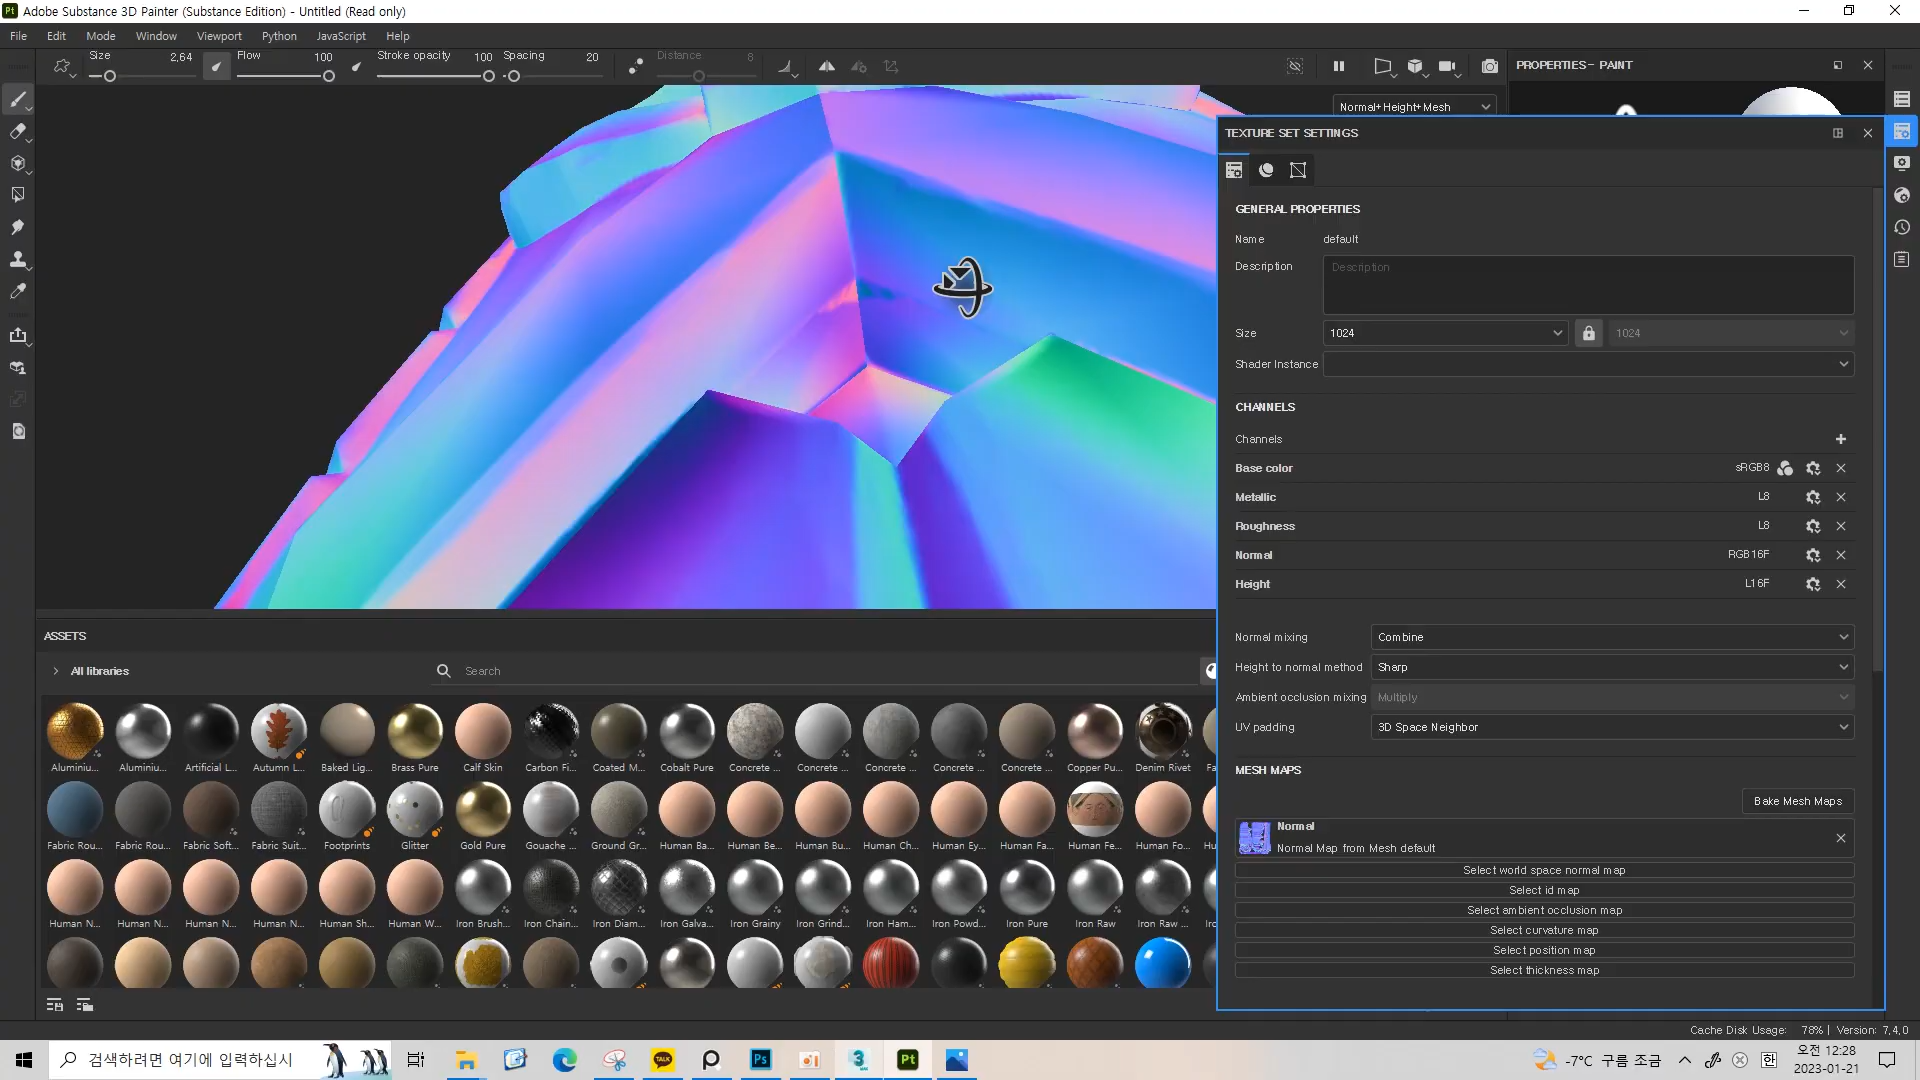 Adobe Substance 3D Painter (Substance Edition) - Untitled (Read only)
File Edit Mode Window Viewport Python JavaScript Help
Size 2,64 Flow 100 Stroke opacity 100 Spacing 20 Distance 8
PROPERTIES- PAINT
Normal+Height+Mesh
TEXTURE SET SETTINGS
GENERAL PROPERTIES
Name default
Description Description
Size 1024 1024
Shader Instance
CHANNELS
Channels
Base color sRGB8
Metallic L8
Roughness L8
Normal RGB16F
Height L16F
Normal mixing Combine
Height to normal method Sharp
Ambient occlusion mixing Multiply
UV padding 3D Space Neighbor
MESH MAPS
Bake Mesh Maps
Normal
Normal Map from Mesh default
Select world space normal map
Select id map
Select ambient occlusion map
Select curvature map
Select position map
Select thickness map
ASSETS
All libraries Search
Aluminiu... Aluminiu... Artificial L... Autumn L... Baked Lig... Brass Pure Calf Skin Carbon Fi... Coated M... Cobalt Pure Concrete ... Concrete ... Concrete ... Concrete ... Concrete ... Copper Pu... Denim Rivet Fa
Fabric Rou... Fabric Rou... Fabric Soft... Fabric Suit... Footprints Glitter Gold Pure Gouache ... Ground Gr... Human Ba... Human Be... Human Bu... Human Ch... Human Ey... Human Fa... Human Fe... Human Fo... Hu
Human N... Human N... Human N... Human N... Human Sh... Human W... Iron Brush... Iron Chain... Iron Diam... Iron Galva... Iron Grainy Iron Grind... Iron Ham... Iron Powd... Iron Pure Iron Raw Iron Raw ... Iro
Cache Disk Usage: 78% | Version: 7,4,0
검색하려면 여기에 입력하십시
TALK
Ps
3
Pt
-7°C 구름 조금
한
오전 12:28
2023-01-21